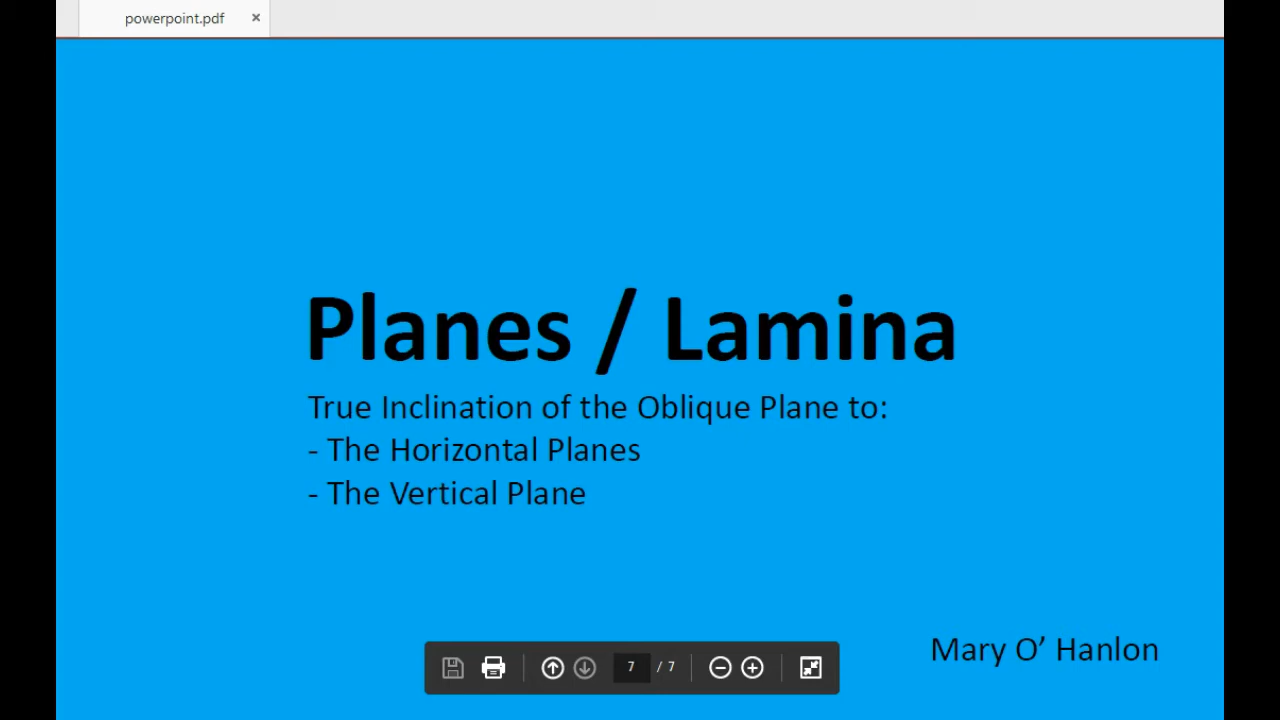 powerpoint.pdf ×
Planes / Lamina
True Inclination of the Oblique Plane to:
- The Horizontal Planes
- The Vertical Plane
Mary O’ Hanlon
7 / 7